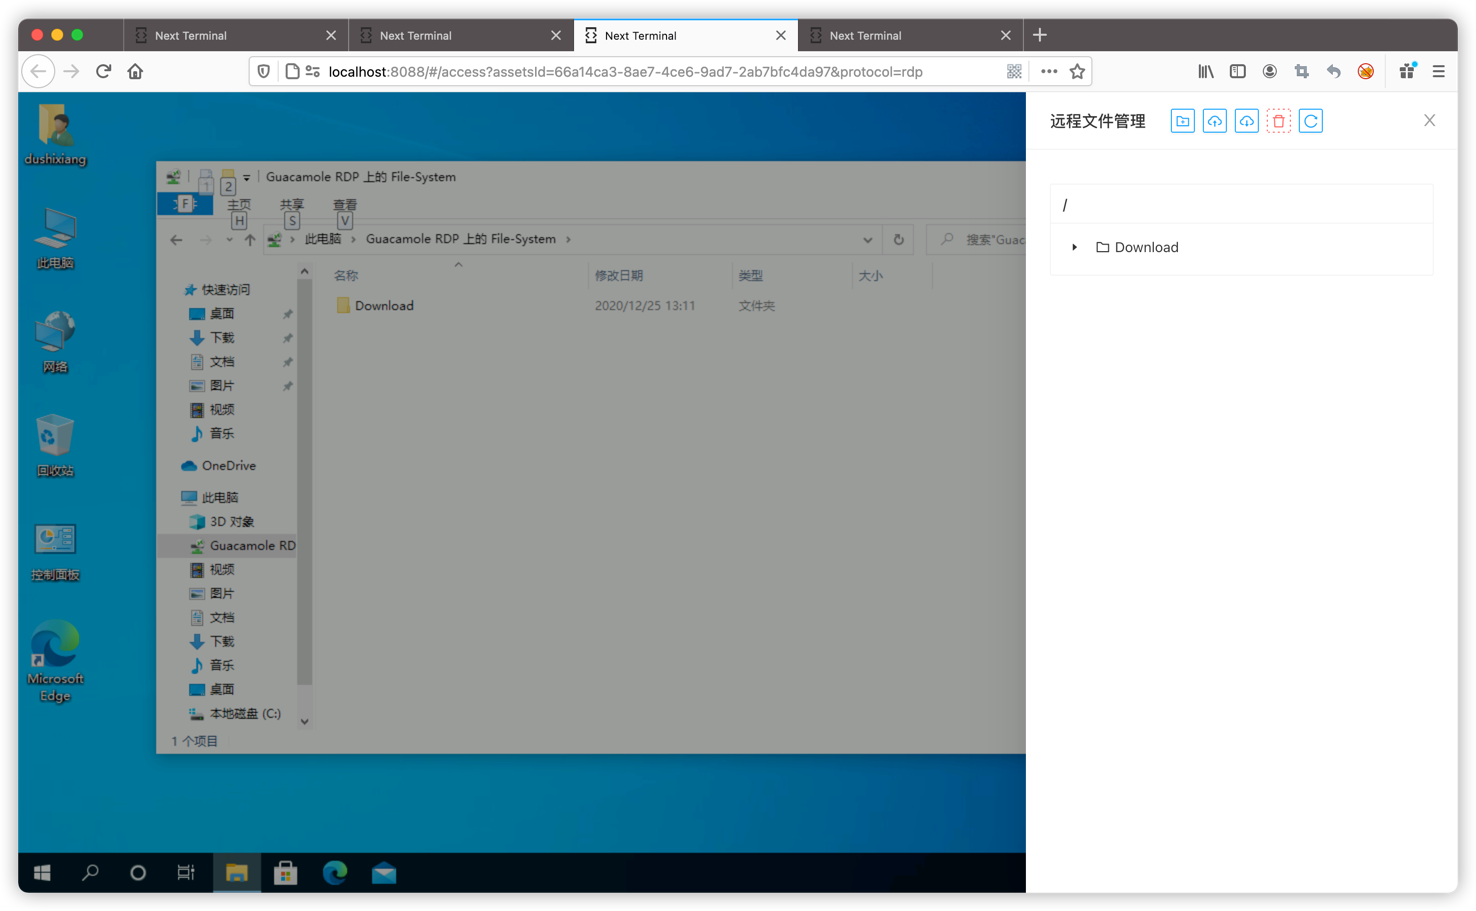 Next Terminal
Next Terminal
Next Terminal
Next Terminal
localhost:8088/#/access?assetsId=66a14ca3-8ae7-4ce6-9ad7-2ab7bfc4da97&protocol=rdp
远程文件管理
/
Download
dushixiang
此电脑
网络
回收站
控制面板
Microsoft
Edge
1
2
Guacamole RDP 上的 File-System
F
主页
共享
查看
H
S
V
此电脑
Guacamole RDP 上的 File-System
搜索"Guac
名称
修改日期
类型
大小
Download
2020/12/25 13:11
文件夹
快速访问
桌面
下载
文档
图片
视频
音乐
OneDrive
此电脑
3D 对象
Guacamole RD
视频
图片
文档
下载
音乐
桌面
本地磁盘 (C:)
1 个项目